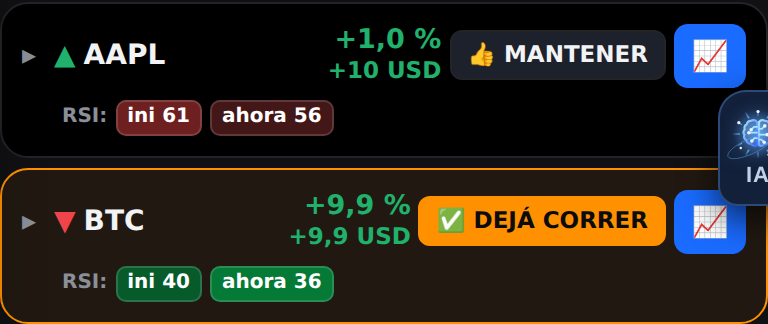 ▶ ▲ AAPL +1,0 % 👍 MANTENER
+10 USD
RSI: ini 61 ahora 56
IA
▶ ▼ BTC +9,9 % ✅ DEJÁ CORRER
+9,9 USD
RSI: ini 40 ahora 36